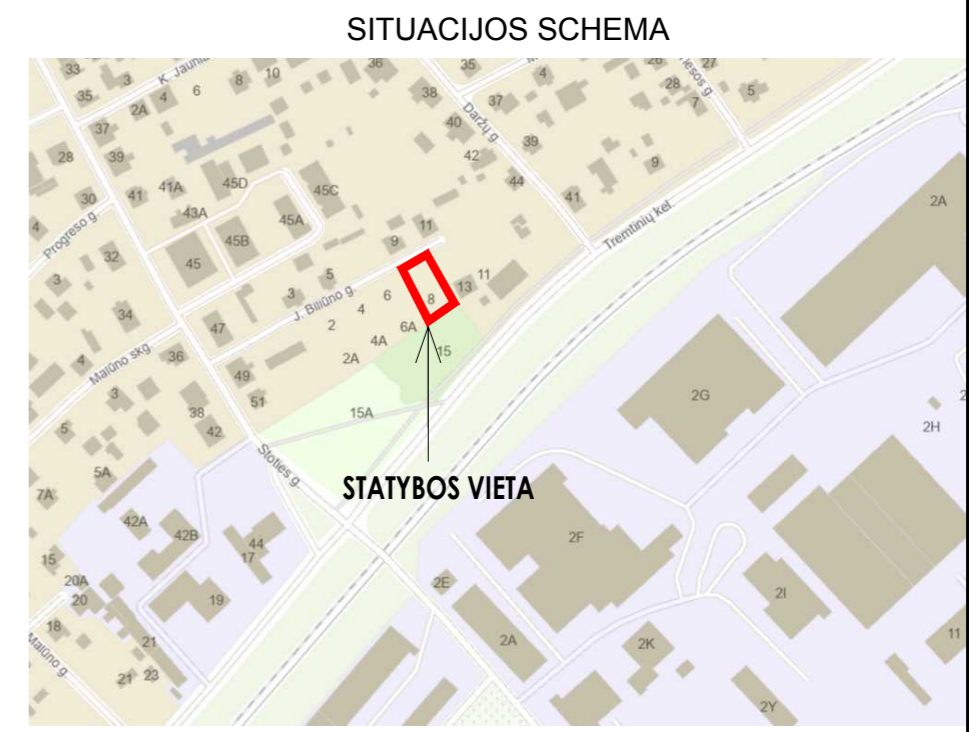 SITUACIJOS SCHEMA
33
3
K. Jaunia
8
10
36
35
4
26
27
35
4
6
38
37
28
riesos g.
5
2A
7
37
Daržų g.
40
39
28
39
42
9
2A
41
41A
45D
45C
44
30
43A
45A
41
4
Progreso g.
45B
11
Tremtinių kel.
9
32
45
5
11
3
13
3
6
8
J. Biliūno g.
4
34
2
6A
47
4A
15
Malūno skg.
36
2A
4
49
2G
3
51
15A
38
5
42
2H
Stoties g.
STATYBOS VIETA
5A
7A
42A
42B
2F
44
15
17
20A
2E
20
19
2I
18
2A
2K
11
21
Malūno g.
21
23
2Y